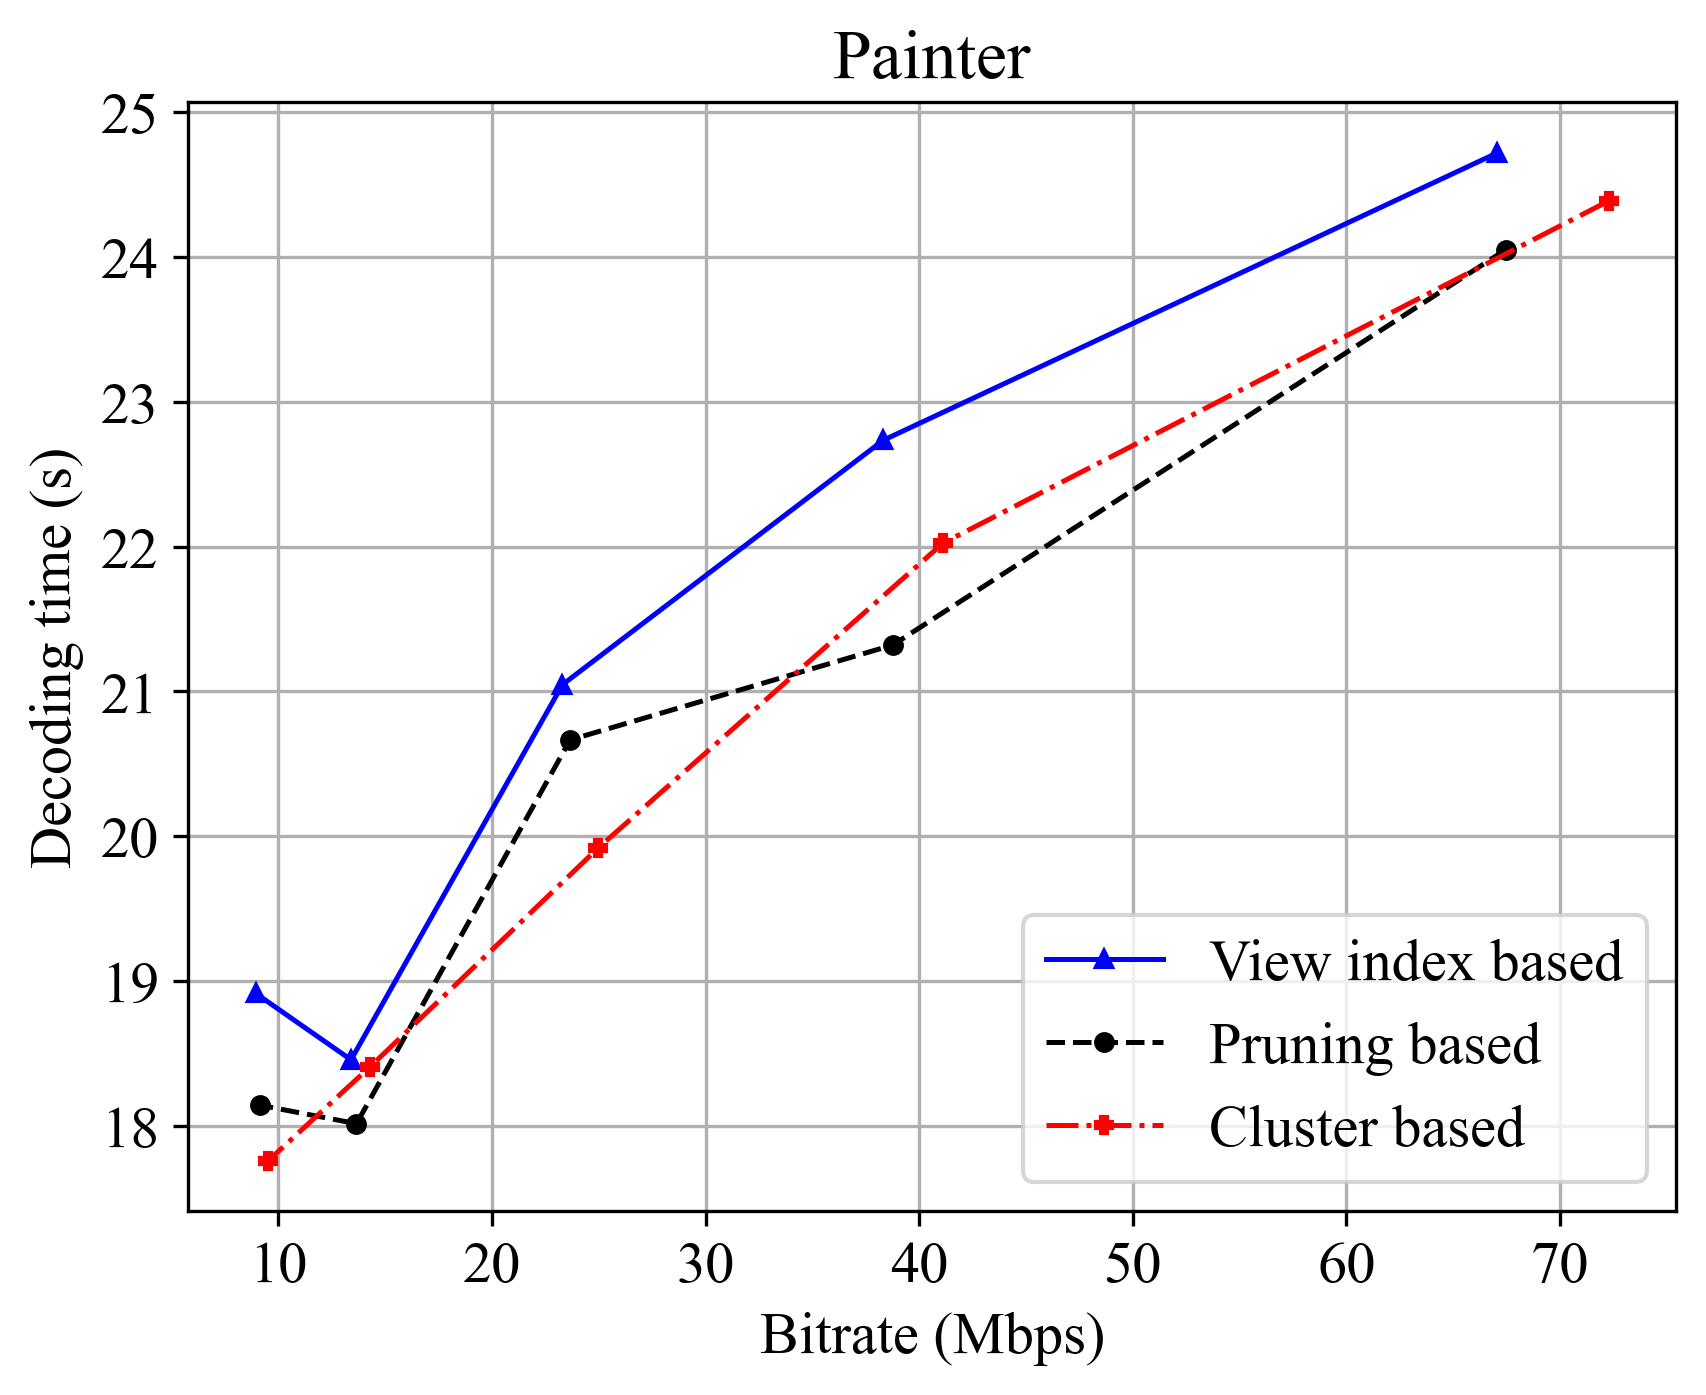 Painter
25
24
23
22
21
20
19
18
Decoding time (s)
View index based
Pruning based
Cluster based
10 20 30 40 50 60 70
Bitrate (Mbps)